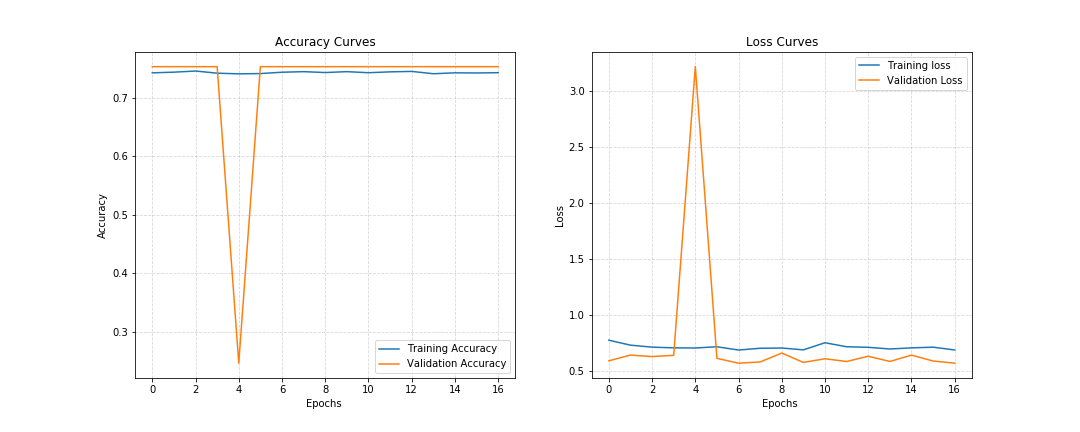 Accuracy Curves
Accuracy
0.7
0.6
0.5
0.4
0.3
0 2 4 6 8 10 12 14 16
Epochs
Training Accuracy
Validation Accuracy
Loss Curves
Loss
3.0
2.5
2.0
1.5
1.0
0.5
0 2 4 6 8 10 12 14 16
Epochs
Training loss
Validation Loss